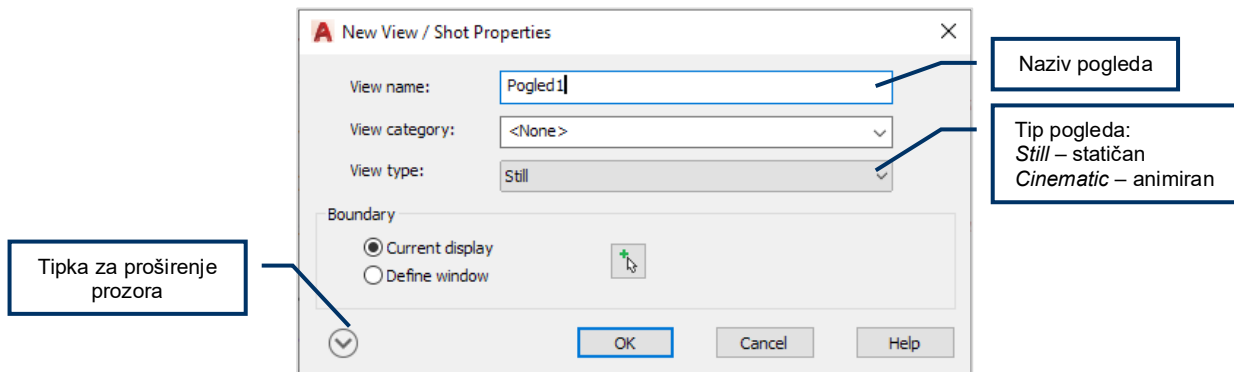 New View / Shot Properties
View name:
Pogled1
Naziv pogleda
View category:
<None>
View type:
Still
Tip pogleda:
Still – statičan
Cinematic – animiran
Boundary
Current display
Define window
Tipka za proširenje
prozora
OK
Cancel
Help